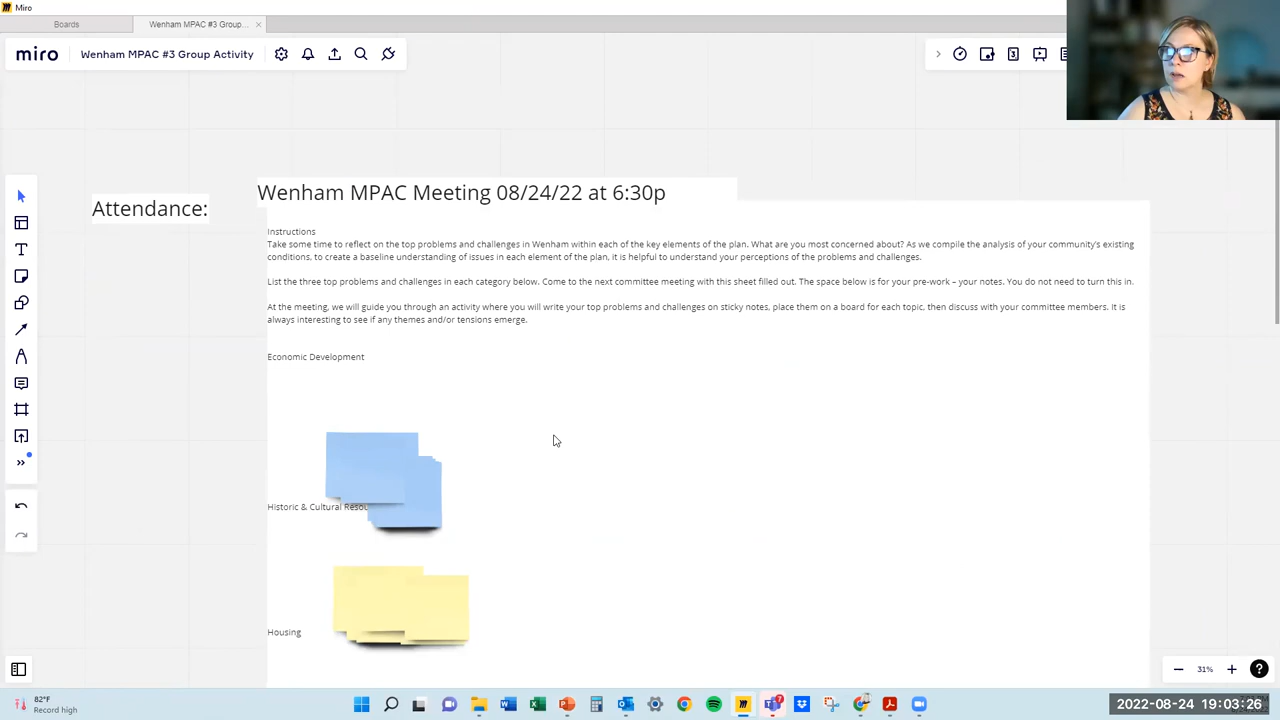 Miro
Boards
Wenham MPAC #3 Group...
miro
Wenham MPAC #3 Group Activity
3
Attendance:
Wenham MPAC Meeting 08/24/22 at 6:30p
Instructions
Take some time to reflect on the top problems and challenges in Wenham within each of the key elements of the plan. What are you most concerned about? As we compile the analysis of your community's existing
conditions, to create a baseline understanding of issues in each element of the plan, it is helpful to understand your perceptions of the problems and challenges.
List the three top problems and challenges in each category below. Come to the next committee meeting with this sheet filled out. The space below is for your pre-work – your notes. You do not need to turn this in.
At the meeting, we will guide you through an activity where you will write your top problems and challenges on sticky notes, place them on a board for each topic, then discuss with your committee members. It is
always interesting to see if any themes and/or tensions emerge.
Economic Development
Historic & Cultural Resou
Housing
31%
82°F
Record high
7
2022-08-24 19:03:26